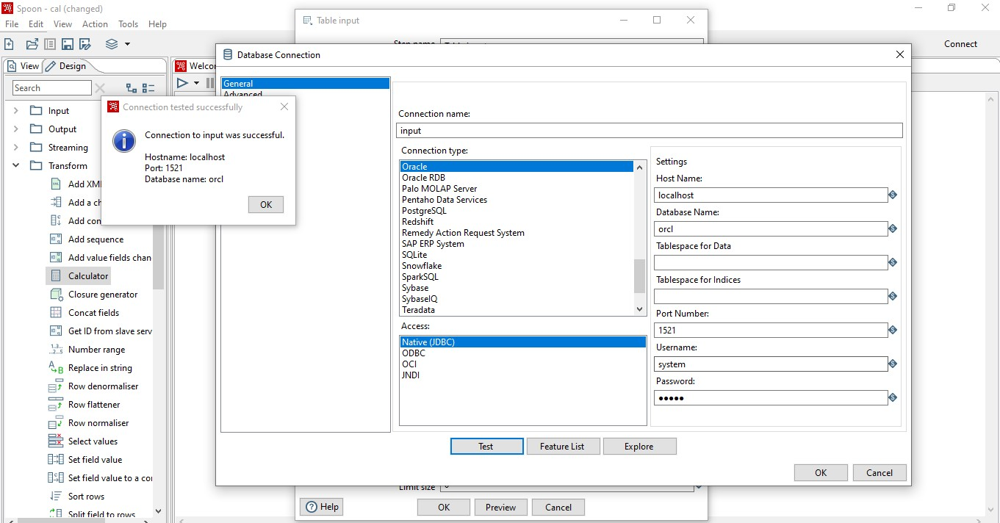 Spoon - cal (changed)
File Edit View Action Tools Help
Connect
View Design
Welcor
Search
Input
Output
Streaming
Transform
Add XM
Add a ch
Add con
Add sequence
Add value fields chan
Calculator
Closure generator
Concat fields
Get ID from slave serv
Number range
Replace in string
Row denormaliser
Row flattener
Row normaliser
Select values
Set field value
Set field value to a co
Sort rows
Split field to rows
Connection tested successfully
Connection to input was successful.
Hostname: localhost
Port: 1521
Database name: orcl
OK
Table input
Step name
Database Connection
General
Advanced
Connection name:
input
Connection type:
Oracle
Oracle RDB
Palo MOLAP Server
Pentaho Data Services
PostgreSQL
Redshift
Remedy Action Request System
SAP ERP System
SQLite
Snowflake
SparkSQL
Sybase
SybaseIQ
Teradata
Access:
Native (JDBC)
ODBC
OCI
JNDI
Settings
Host Name:
localhost
Database Name:
orcl
Tablespace for Data
Tablespace for Indices
Port Number:
1521
Username:
system
Password:
●●●●●
Test Feature List Explore
OK Cancel
Limit size
Help OK Preview Cancel